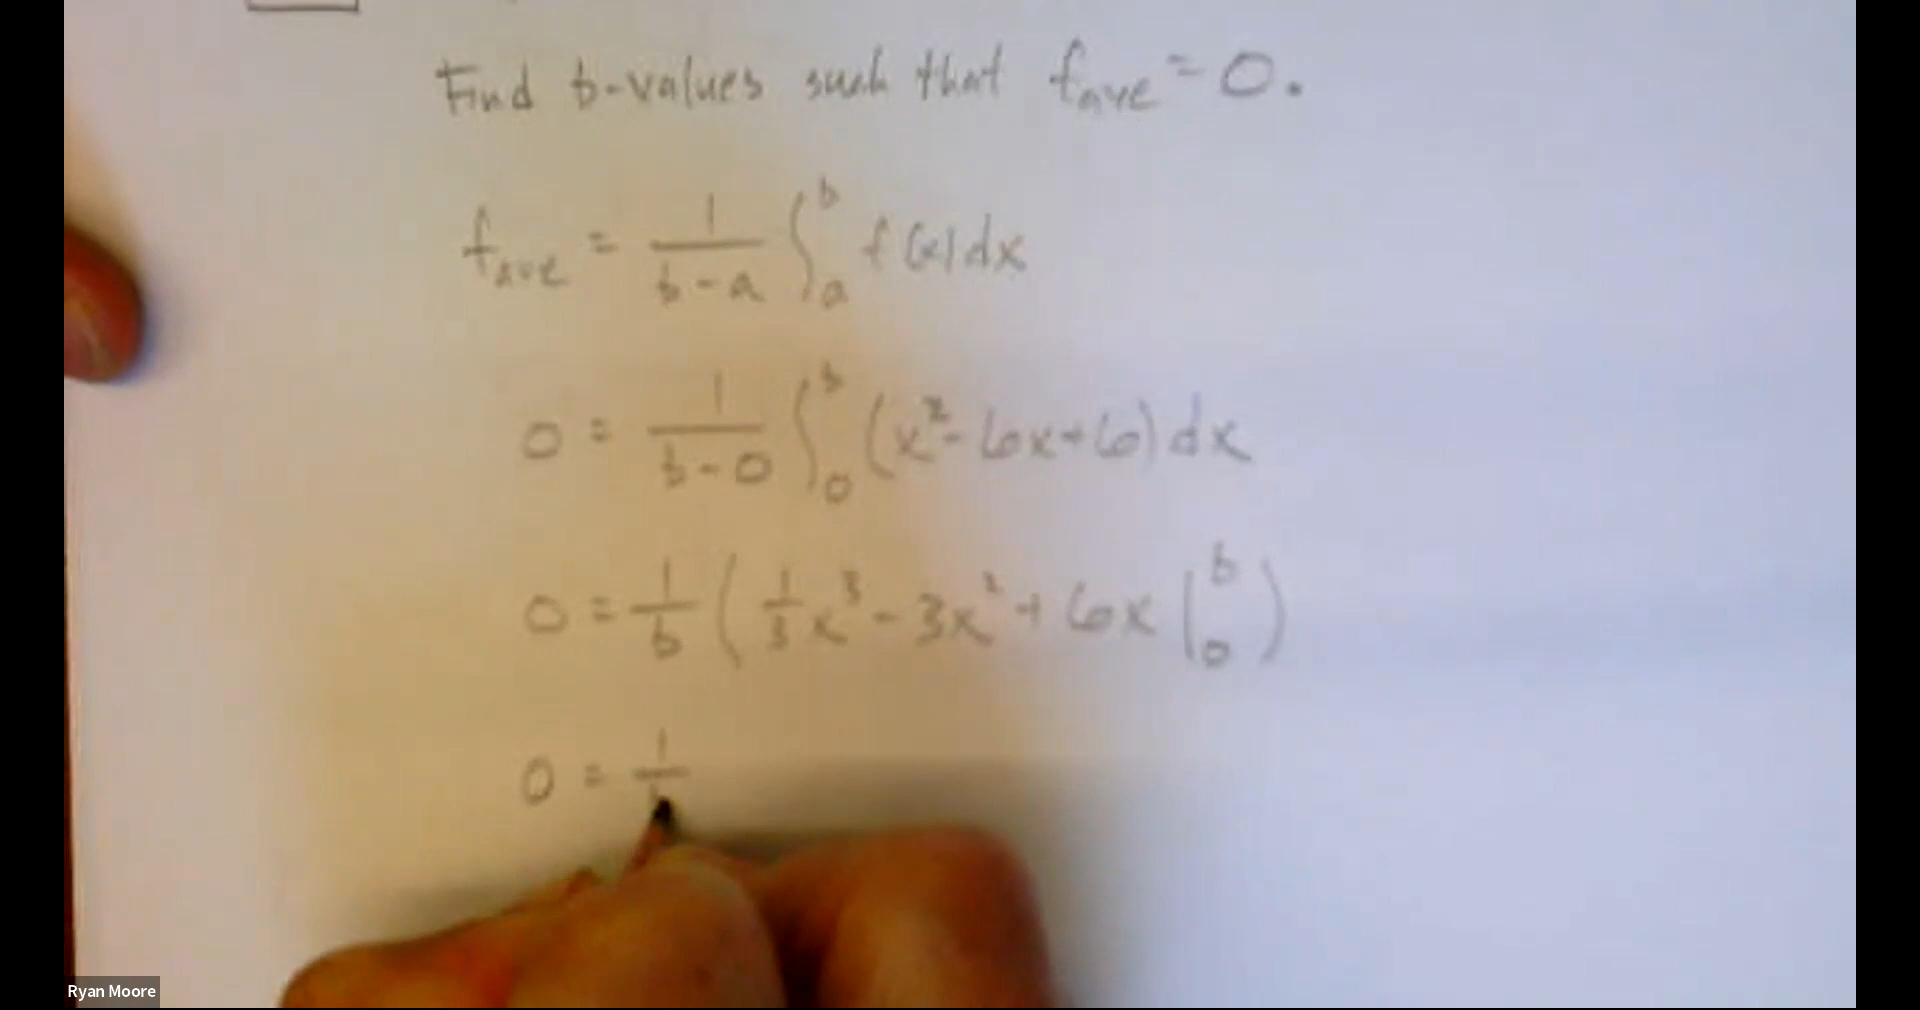 Find b-values such that f_ave = 0.
f_ave = 1/(b-a) ∫_a^b f(x)dx
0 = 1/(b-0) ∫_0^b (x²-6x+6)dx
0 = 1/b (1/3 x³ - 3x² + 6x |_0^b)
0 = 1/b
Ryan Moore